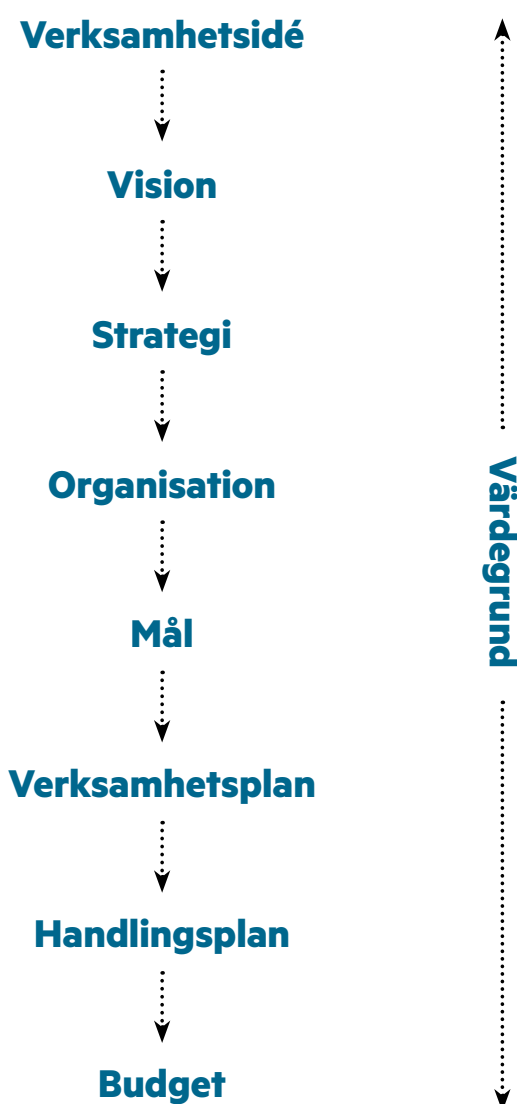 Verksamhetsidé
Vision
Strategi
Organisation
Mål
Verksamhetsplan
Handlingsplan
Budget
Värdegrund